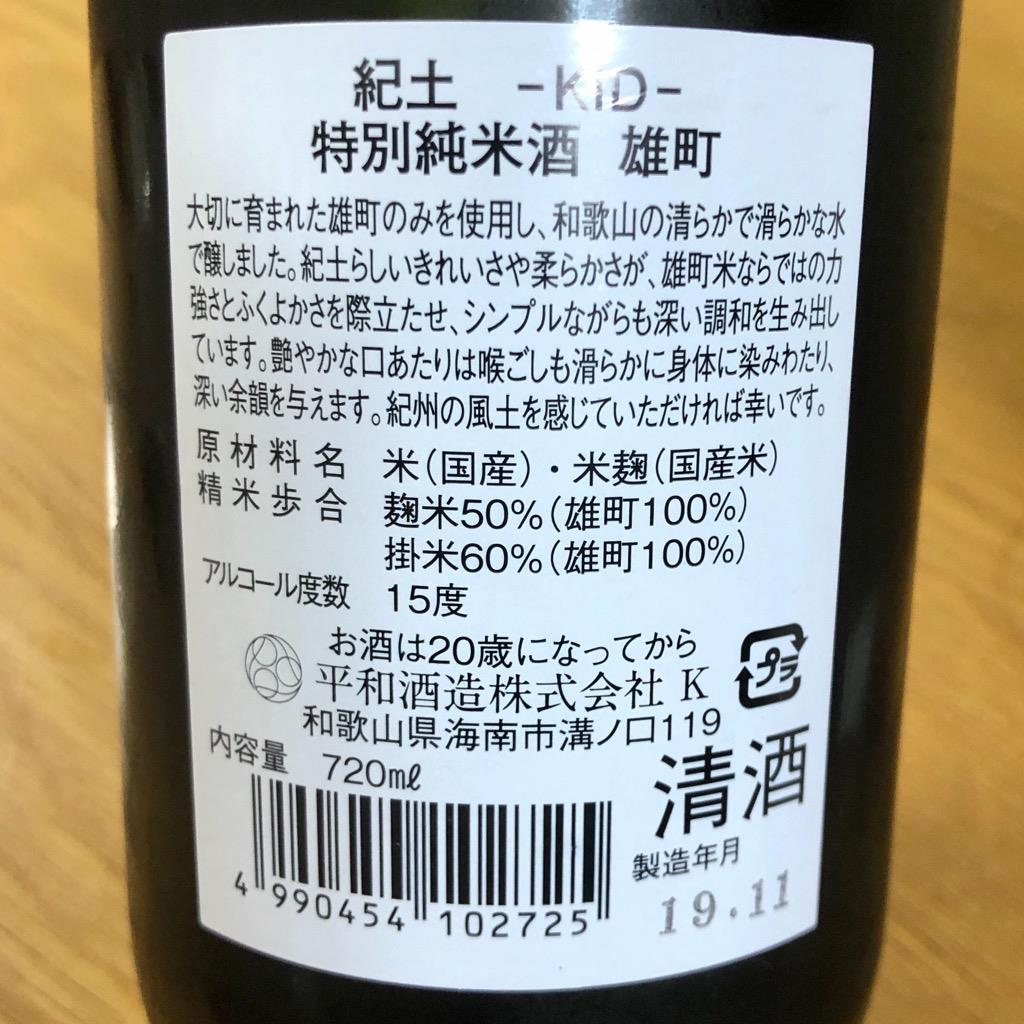 紀土 -KID-
特別純米酒 雄町
大切に育まれた雄町のみを使用し、和歌山の清らかで滑らかな水
で醸しました。紀土らしいきれいさや柔らかさが、雄町米ならではの力
強さとふくよかさを際立たせ、シンプルながらも深い調和を生み出し
ています。艶やかな口あたりは喉ごしも滑らかに身体に染みわたり、
深い余韻を与えます。紀州の風土を感じていただければ幸いです。
原材料名 米(国産)・米麹(国産米)
精米歩合 麹米50%(雄町100%)
掛米60%(雄町100%)
アルコール度数 15度
お酒は20歳になってから
平和酒造株式会社 K
プラ
和歌山県海南市溝ノ口119
内容量 720mℓ
清酒
製造年月
19.11
4 990454 102725